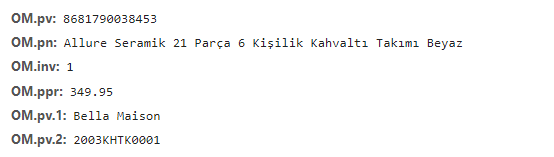 OM.pv: 8681790038453
OM.pn: Allure Seramik 21 Parça 6 Kişilik Kahvaltı Takımı Beyaz
OM.inv: 1
OM.ppr: 349.95
OM.pv.1: Bella Maison
OM.pv.2: 2003KHTK0001